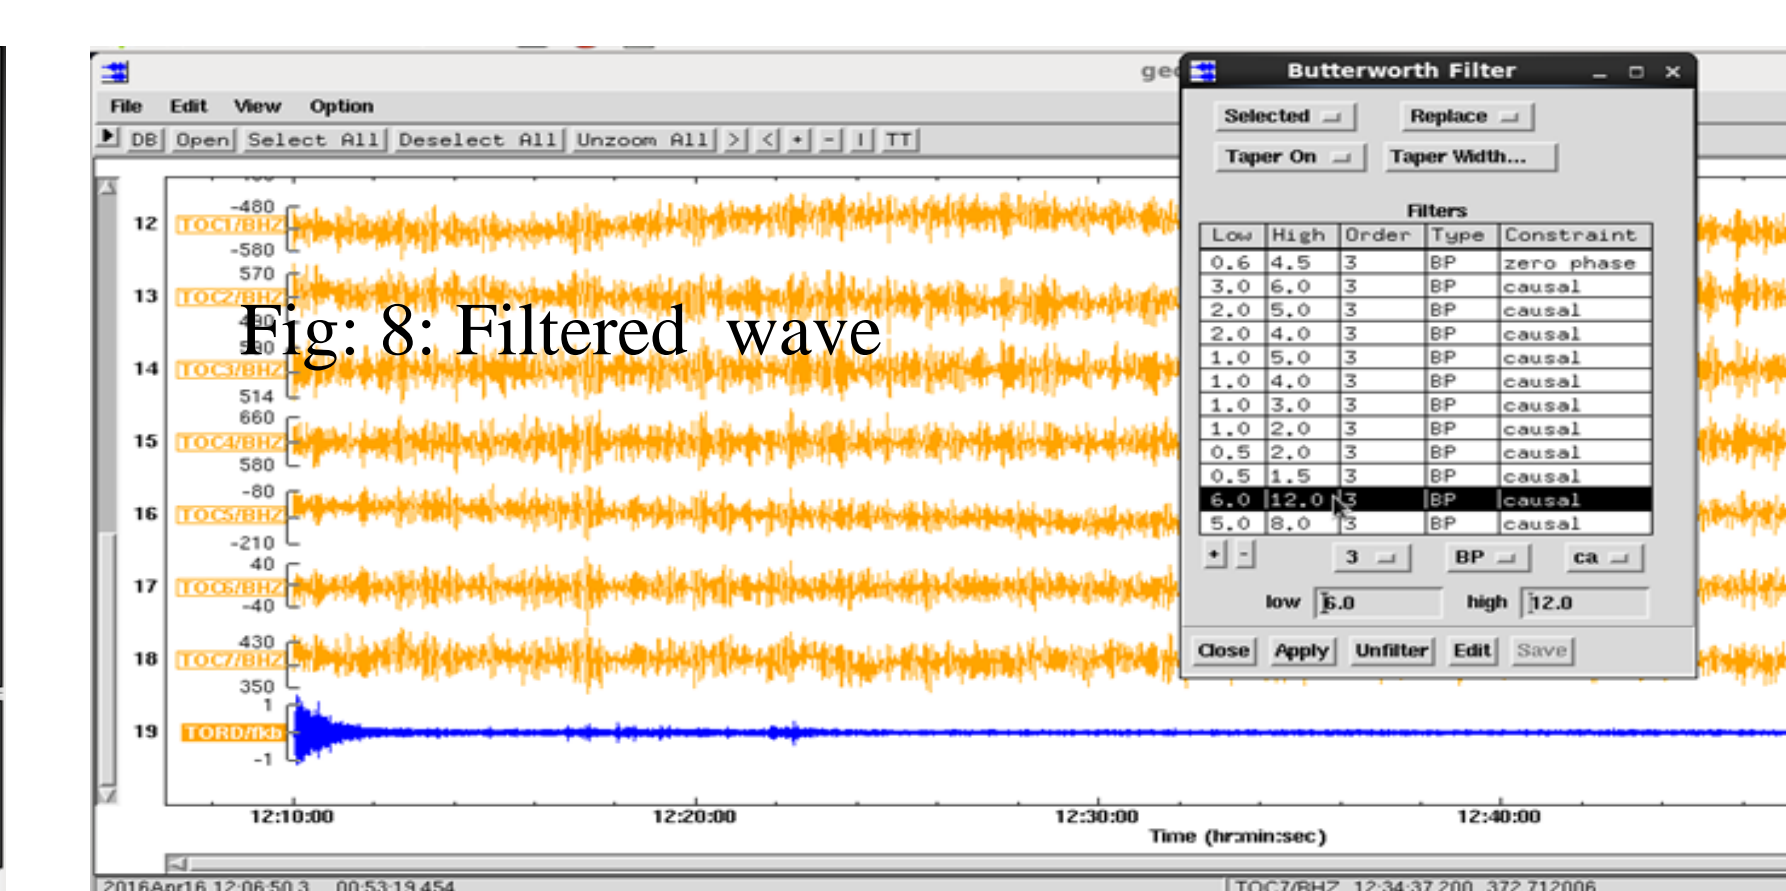 geo
Butterworth Filter
File Edit View Option
DB Open Select All Deselect All Unzoom All > < + - I TT
Selected Replace
Taper On Taper Width...
Filters
Low High Order Type Constraint
0.6 4.5 3 BP zero phase
3.0 6.0 3 BP causal
2.0 5.0 3 BP causal
2.0 4.0 3 BP causal
1.0 5.0 3 BP causal
1.0 4.0 3 BP causal
1.0 3.0 3 BP causal
1.0 2.0 3 BP causal
0.5 2.0 3 BP causal
0.5 1.5 3 BP causal
6.0 12.0 3 BP causal
5.0 8.0 3 BP causal
+ - 3 BP ca
low 6.0 high 12.0
Close Apply Unfilter Edit Save
-480
12 TOC1/BHZ
-580
570
13 TOC2/BHZ
Fig: 8: Filtered wave
14 TOC3/BHZ
514
660
15 TOC4/BHZ
580
-80
16 TOC5/BHZ
-210
40
17 TOC6/BHZ
-40
430
18 TOC7/BHZ
350
1
19 TORD/fkb
-1
12:10:00 12:20:00 12:30:00 12:40:00
Time (hr:min:sec)
2016Apr16 12:06:50.3 00:53:19.454 TOC7/BHZ 12:34:37.200 372.712006